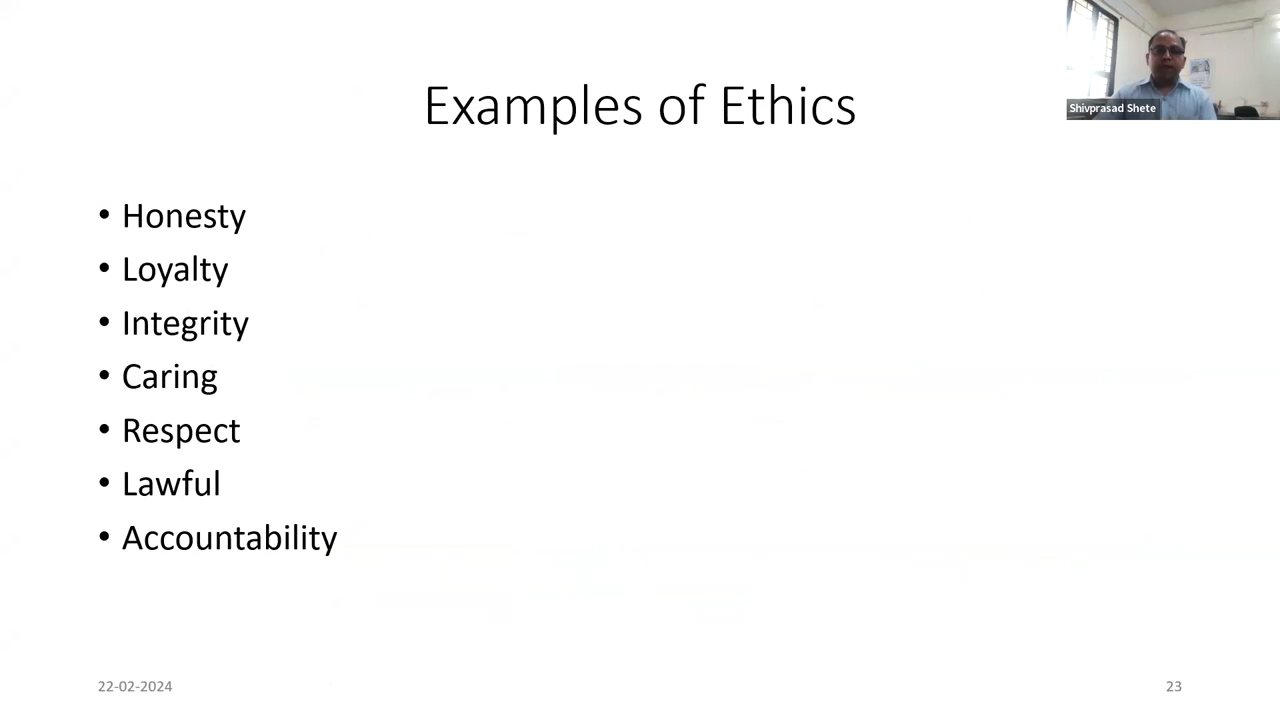 Shivprasad Shete
Examples of Ethics
• Honesty
• Loyalty
• Integrity
• Caring
• Respect
• Lawful
• Accountability
22-02-2024
23